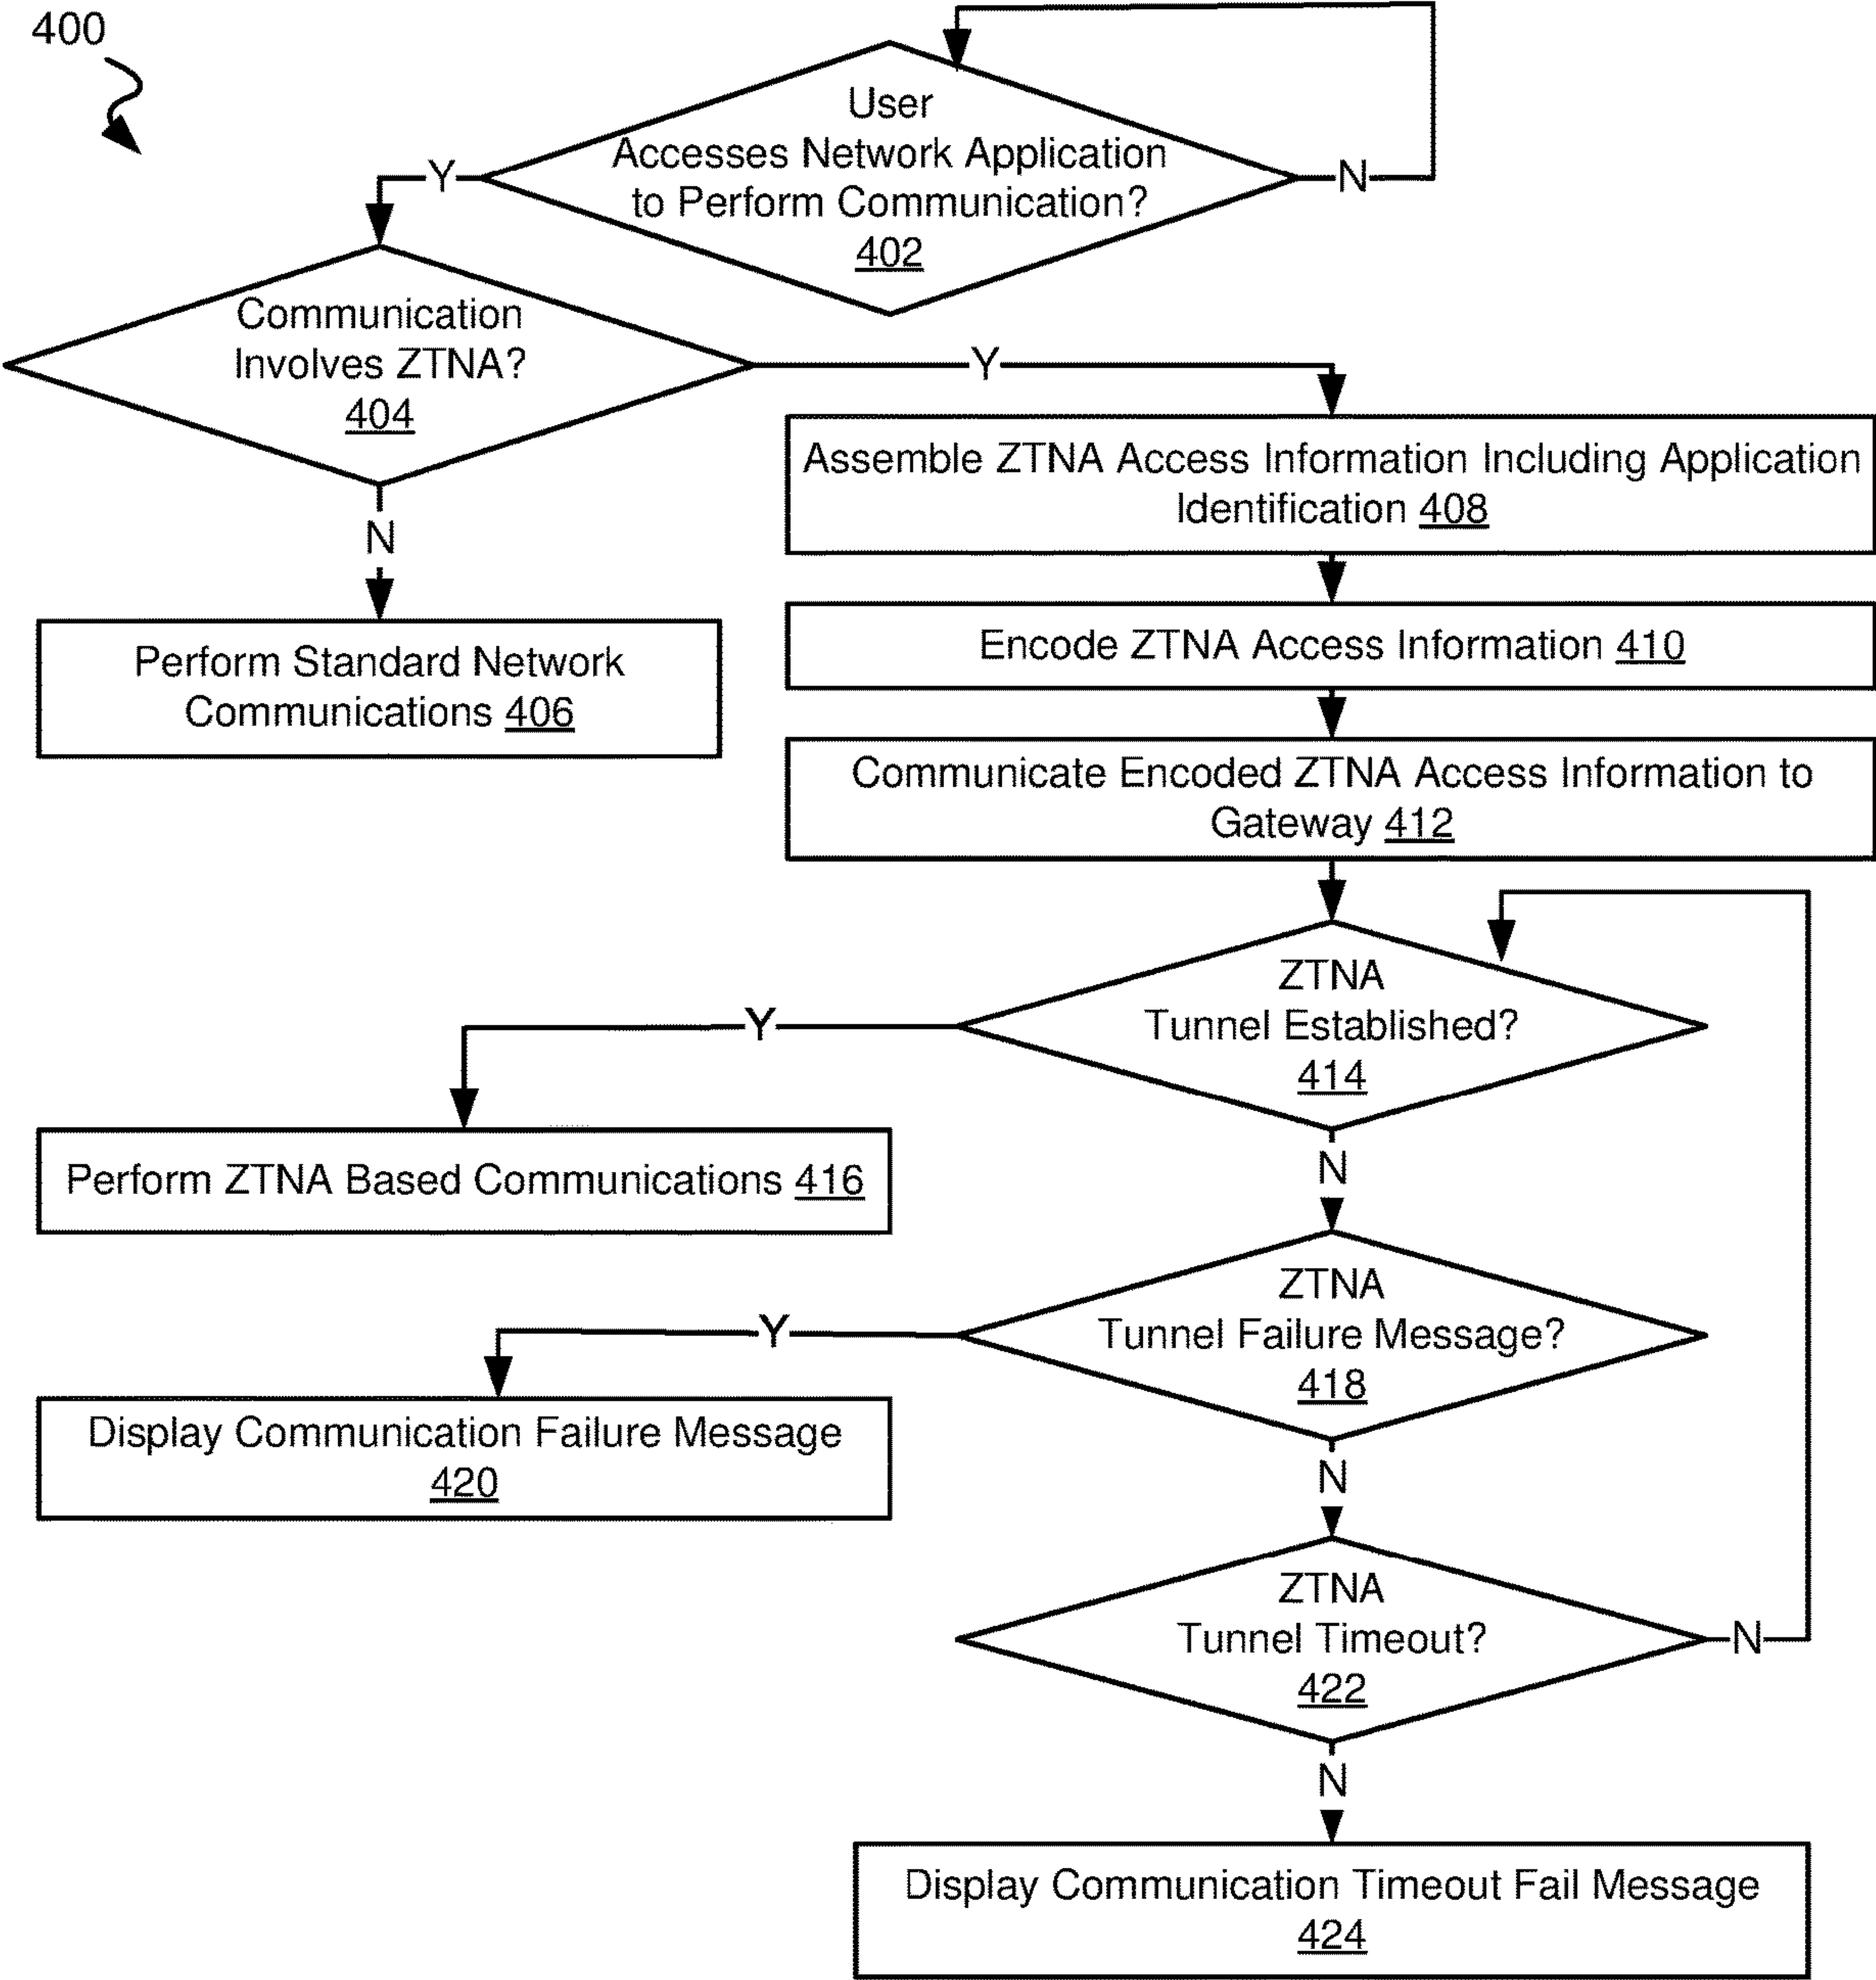 400
User
Accesses Network Application
to Perform Communication?
402
Y
N
Communication
Involves ZTNA?
404
Y
N
Assemble ZTNA Access Information Including Application
Identification 408
Perform Standard Network
Communications 406
Encode ZTNA Access Information 410
Communicate Encoded ZTNA Access Information to
Gateway 412
ZTNA
Tunnel Established?
414
Y
N
Perform ZTNA Based Communications 416
ZTNA
Tunnel Failure Message?
418
Y
N
Display Communication Failure Message
420
ZTNA
Tunnel Timeout?
422
N
N
Display Communication Timeout Fail Message
424